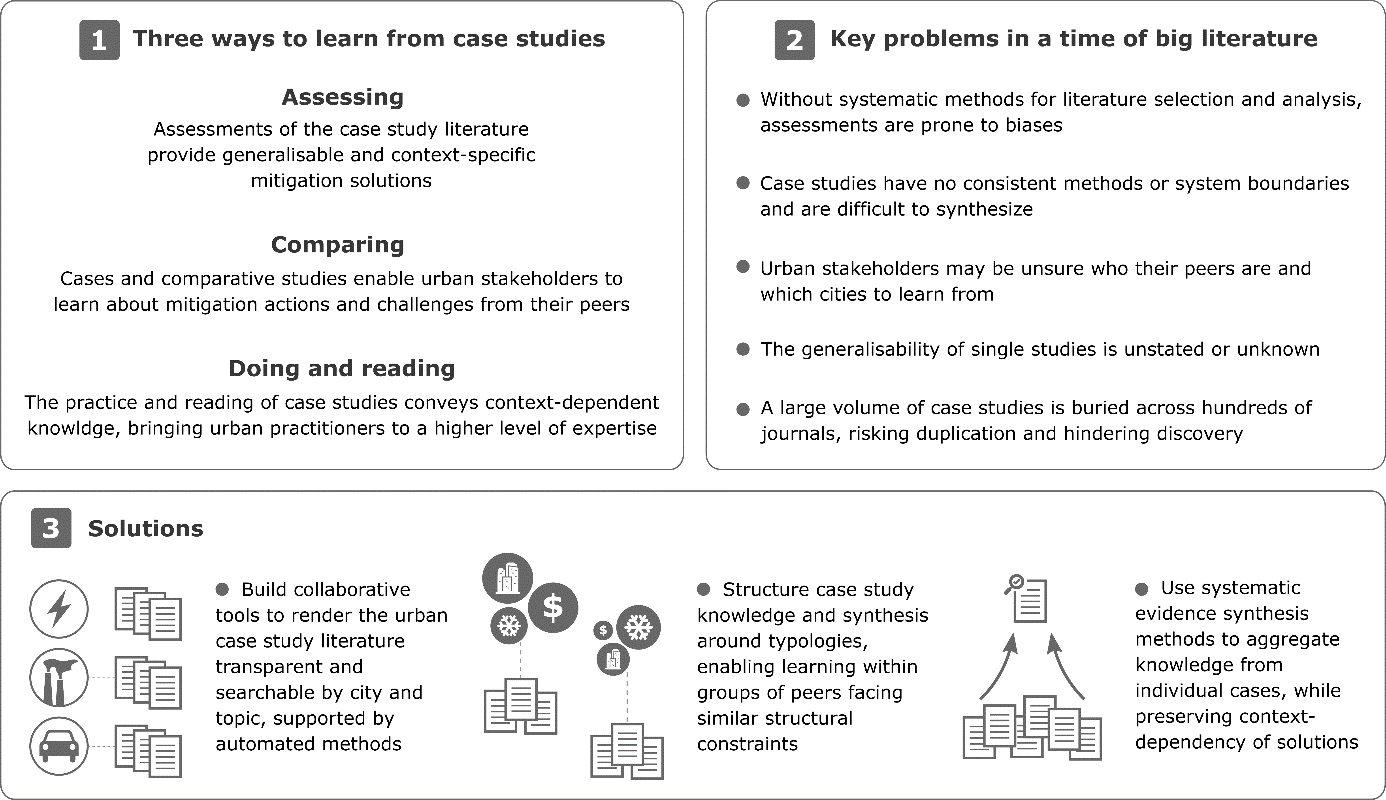 1 Three ways to learn from case studies
Assessing
Assessments of the case study literature
provide generalisable and context-specific
mitigation solutions
Comparing
Cases and comparative studies enable urban stakeholders to
learn about mitigation actions and challenges from their peers
Doing and reading
The practice and reading of case studies conveys context-dependent
knowldge, bringing urban practitioners to a higher level of expertise
2 Key problems in a time of big literature
● Without systematic methods for literature selection and analysis,
assessments are prone to biases
● Case studies have no consistent methods or system boundaries
and are difficult to synthesize
● Urban stakeholders may be unsure who their peers are and
which cities to learn from
● The generalisability of single studies is unstated or unknown
● A large volume of case studies is buried across hundreds of
journals, risking duplication and hindering discovery
3 Solutions
● Build collaborative
tools to render the urban
case study literature
transparent and
searchable by city and
topic, supported by
automated methods
$
$
● Structure case study
knowledge and synthesis
around typologies,
enabling learning within
groups of peers facing
similar structural
constraints
● Use systematic
evidence synthesis
methods to aggregate
knowledge from
individual cases, while
preserving context-
dependency of solutions